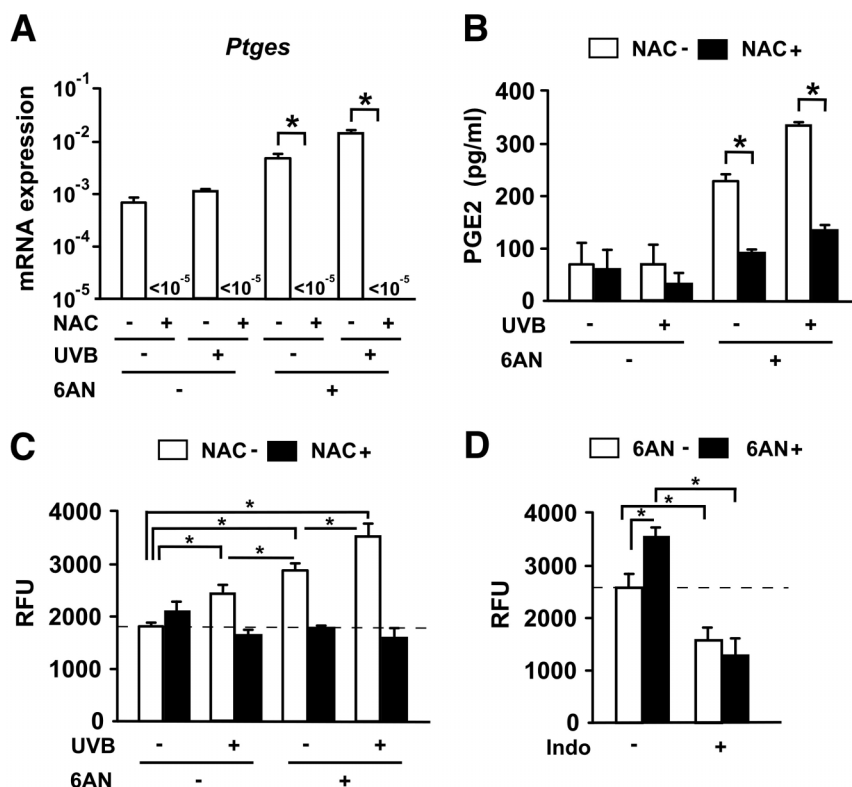 A
Ptges
mRNA expression
10⁻¹
10⁻²
10⁻³
10⁻⁴
10⁻⁵
* *
<10⁻⁵ <10⁻⁵ <10⁻⁵ <10⁻⁵
NAC - + - + - + - +
UVB - + - +
6AN - +
B
NAC - NAC +
PGE2 (pg/ml)
400
300
200
100
0
* *
UVB - + - +
6AN - +
C
NAC - NAC +
RFU
4000
3000
2000
1000
0
*
* *
* *
UVB - + - +
6AN - +
D
6AN - 6AN +
RFU
4000
3000
2000
1000
0
*
*
*
Indo - +